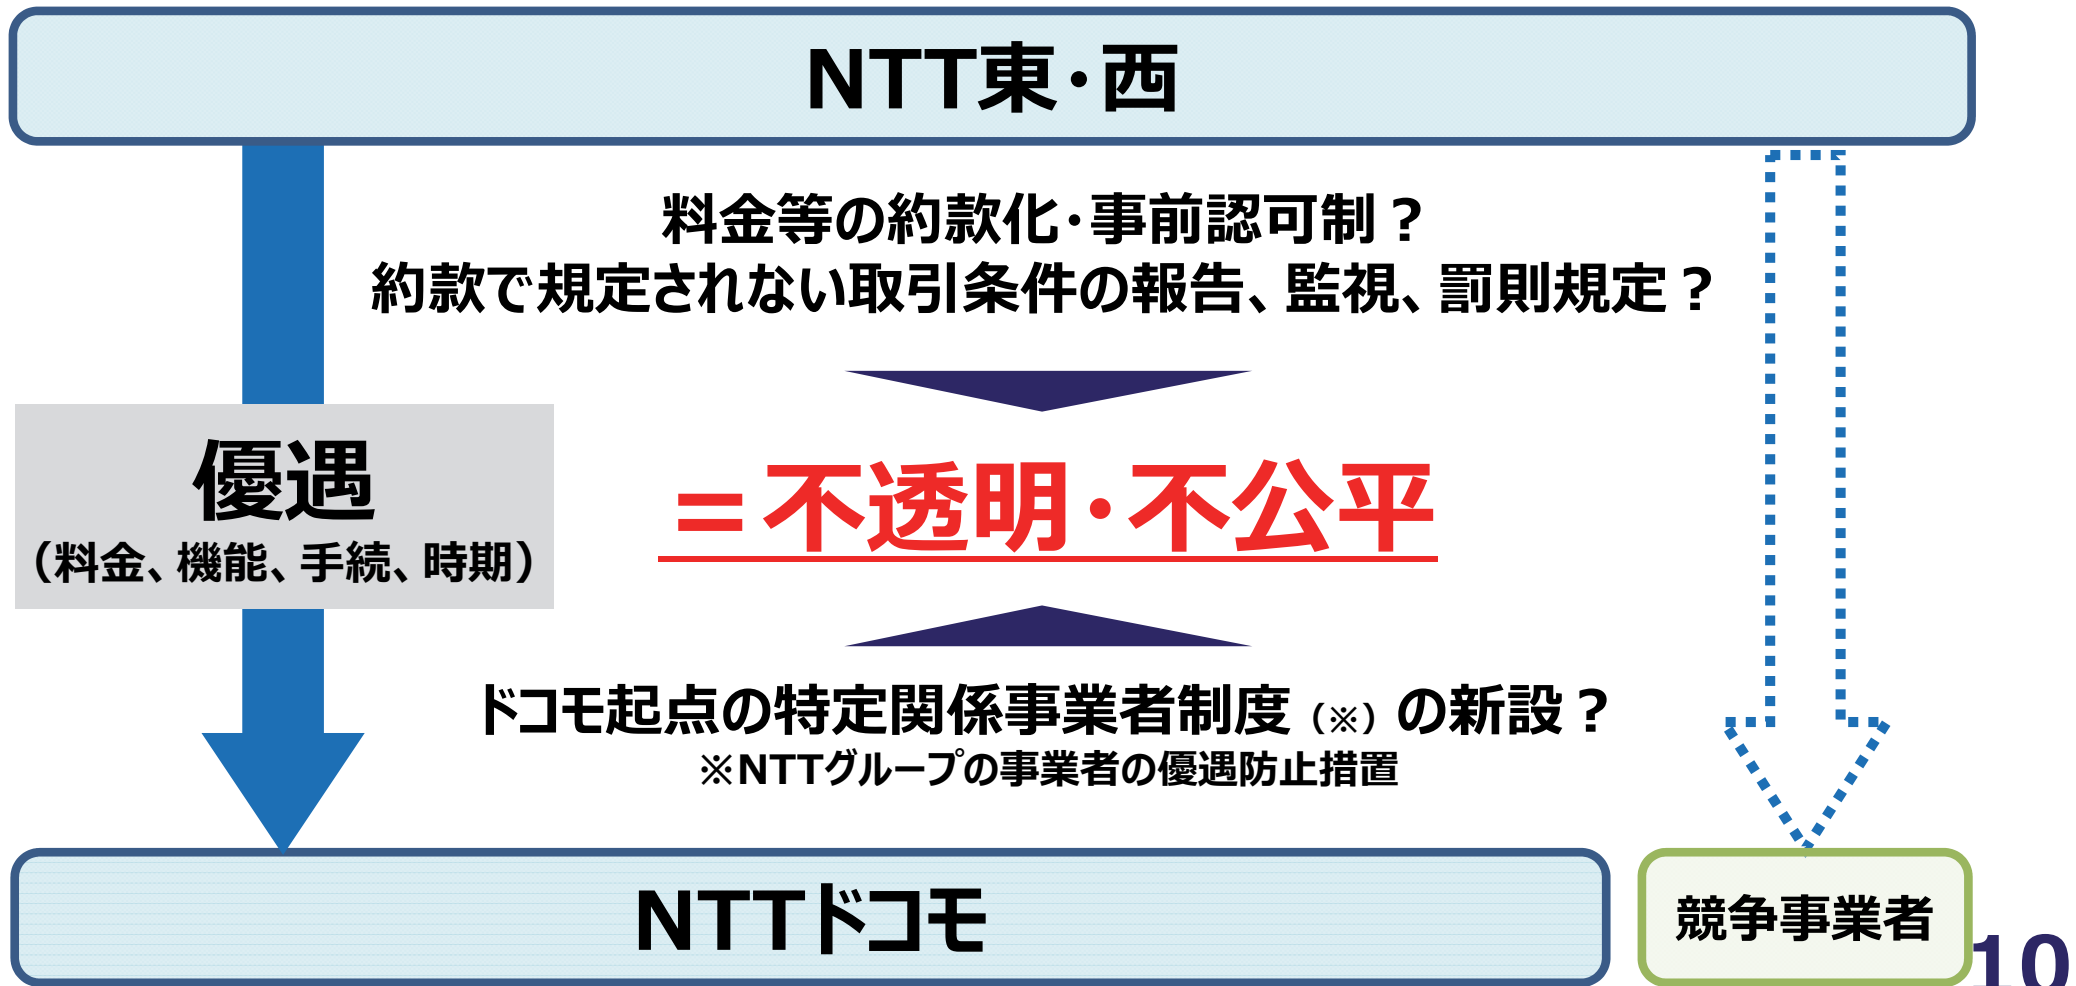 NTT東・西
料金等の約款化・事前認可制？
約款で規定されない取引条件の報告、監視、罰則規定？
優遇
（料金、機能、手続、時期）
＝不透明・不公平
ドコモ起点の特定関係事業者制度（※）の新設？
※NTTグループの事業者の優遇防止措置
NTTドコモ
競争事業者
10